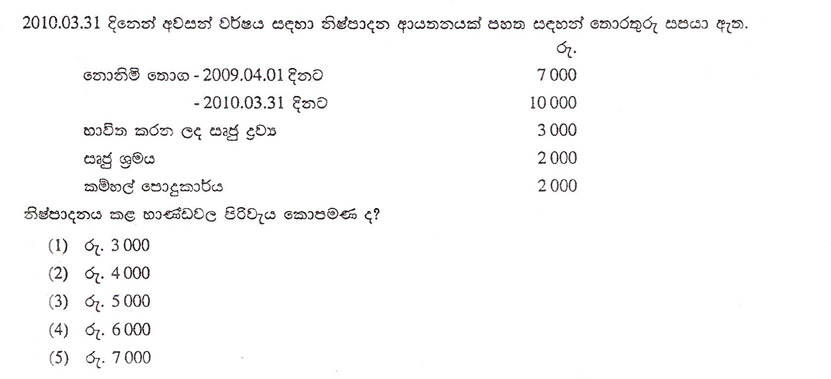 2010.03.31 දිනෙන් අවසන් වර්ෂය සඳහා නිෂ්පාදන ආයතනයක් පහත සඳහන් තොරතුරු සපයා ඇත.
රු.
නොනිමි තොග - 2009.04.01 දිනට 7 000
- 2010.03.31 දිනට 10 000
භාවිත කරන ලද සෘජු ද්‍රව්‍ය 3 000
සෘජු ශ්‍රමය 2 000
කම්හල් පොදුකාර්ය 2 000
නිෂ්පාදනය කළ භාණ්ඩවල පිරිවැය කොපමණ ද?
(1) රු. 3 000
(2) රු. 4 000
(3) රු. 5 000
(4) රු. 6 000
(5) රු. 7 000